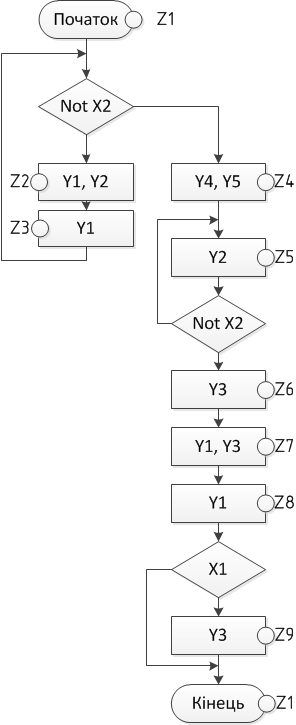 Початок Z1
Not X2
Z2 Y1, Y2
Y4, Y5 Z4
Z3 Y1
Y2 Z5
Not X2
Y3 Z6
Y1, Y3 Z7
Y1 Z8
X1
Y3 Z9
Кінець Z1